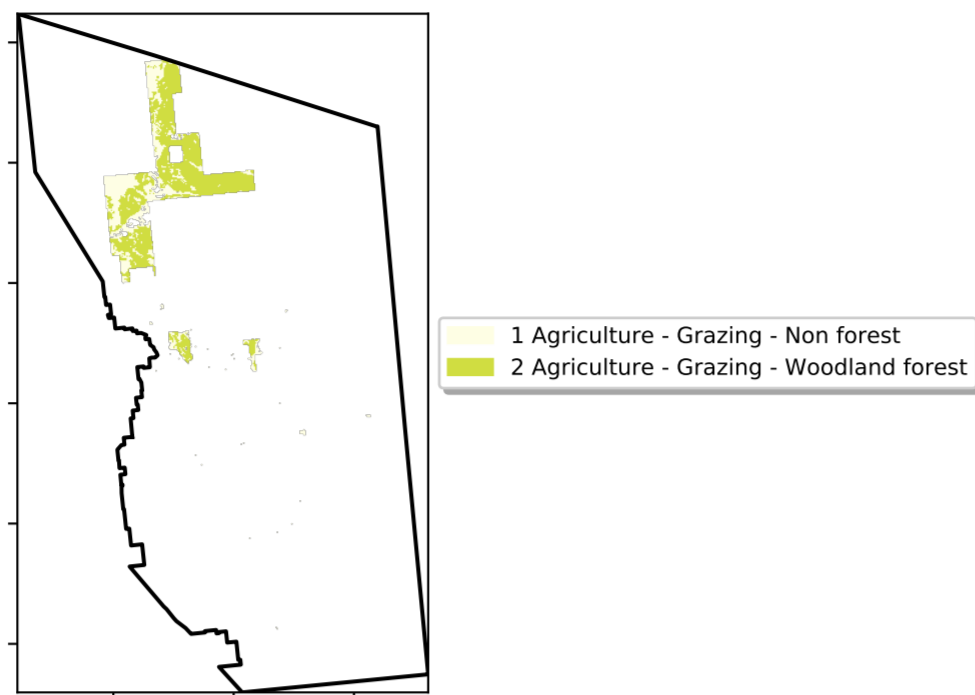 1 Agriculture - Grazing - Non forest
2 Agriculture - Grazing - Woodland forest